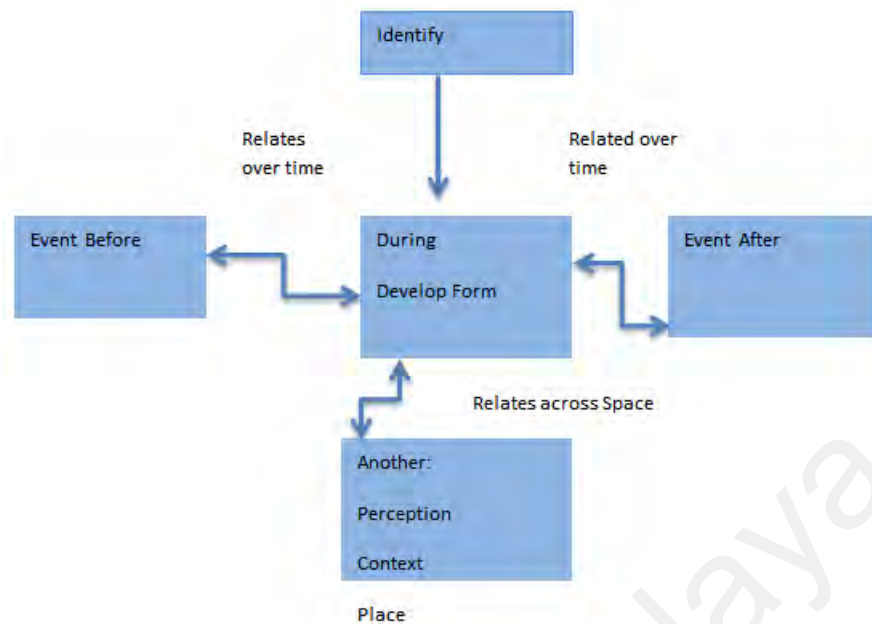 Identify
Relates
over time
Related over
time
Event Before
During
Develop Form
Event After
Relates across Space
Another:
Perception
Context
Place
laya